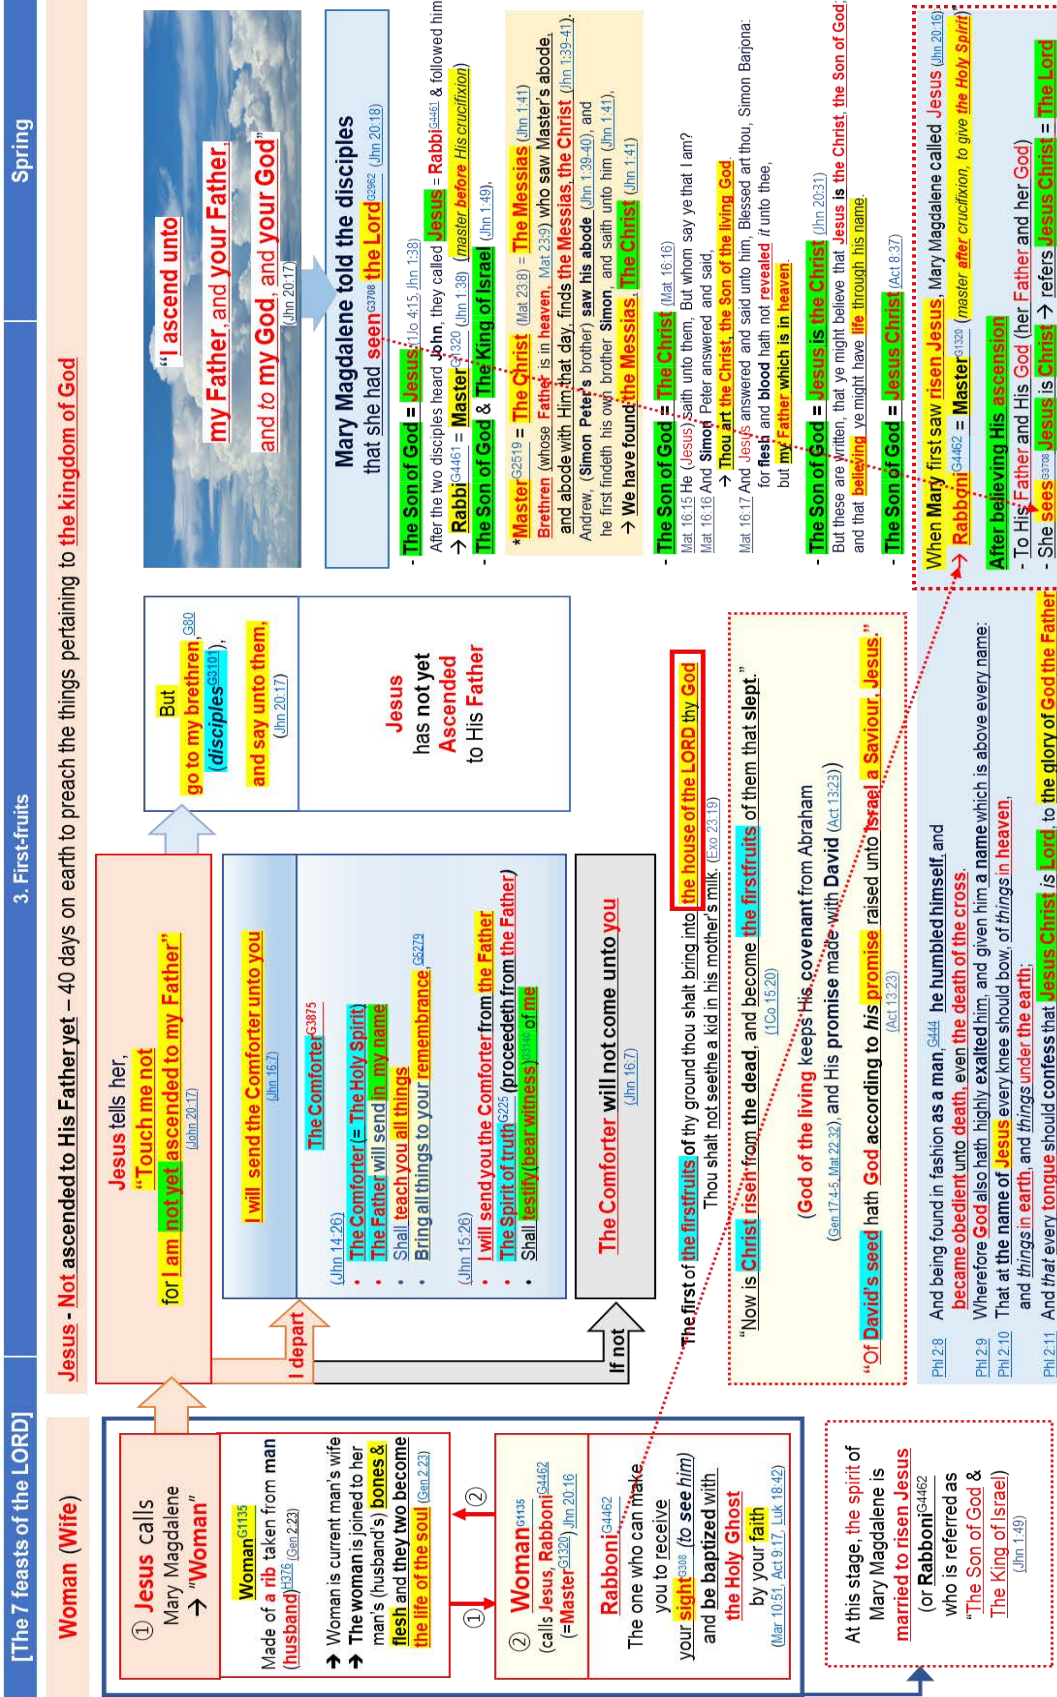 [The 7 feasts of the LORD]
3. First-fruits
Spring
Woman (Wife)
Jesus - Not ascended to His Father yet – 40 days on earth to preach the things pertaining to the kingdom of God
① Jesus calls
Mary Magdalene
→ "Woman"
Woman G1135
Made of a rib taken from man
(husband) H376 (Gen 2:23)
➔ Woman is current man's wife
➔ The woman is joined to her
man's (husband's) bones &
flesh and they two become
the life of the soul (Gen 2:23)
①
②
② Woman G1135
(calls Jesus, Rabboni G4462
(=Master G1320) Jhn 20:16
Rabboni G4462
The one who can make
you to receive
your sight G308 (to see him)
and be baptized with
the Holy Ghost
by your faith
(Mar 10:51, Act 9:17, Luk 18:42)
At this stage, the spirit of
Mary Magdalene is
married to risen Jesus
(or Rabboni G4462
who is referred as
"The Son of God &
The King of Israel)
(Jhn 1:49)
Jesus tells her,
"Touch me not
for I am not yet ascended to my Father"
(John 20:17)
I depart
If not
I will send the Comforter unto you
(Jhn 16:7)
The Comforter G3875
(Jhn 14:26)
• The Comforter (= The Holy Spirit)
• The Father will send in my name
• Shall teach you all things
• Bring all things to your remembrance, G5279
(Jhn 15:26)
• I will send you the Comforter from the Father
• The Spirit of truth G225 (proceedeth from the Father)
• Shall testify(bear witness) G3140 of me
The Comforter will not come unto you
(Jhn 16:7)
But
go to my brethren, G80
(disciples G3101),
and say unto them,
(Jhn 20:17)
Jesus
has not yet
Ascended
to His Father
The first of the firstfruits of thy ground thou shalt bring into the house of the LORD thy God
Thou shalt not seethe a kid in his mother's milk. (Exo 23:19)
"Now is Christ risen from the dead, and become the firstfruits of them that slept."
(1Co 15:20)
(God of the living keeps His covenant from Abraham
(Gen 17:4-5, Mat 22:32), and His promise made with David (Act 13:23))
"Of David's seed hath God according to his promise raised unto Israel a Saviour, Jesus."
(Act 13:23)
Phl 2:8 And being found in fashion as a man, G444 he humbled himself, and
became obedient unto death, even the death of the cross.
Phl 2:9 Wherefore God also hath highly exalted him, and given him a name which is above every name:
Phl 2:10 That at the name of Jesus every knee should bow, of things in heaven,
and things in earth, and things under the earth;
Phl 2:11 And that every tongue should confess that Jesus Christ is Lord, to the glory of God the Father
"I ascend unto
my Father, and your Father,
and to my God, and your God"
(Jhn 20:17)
Mary Magdalene told the disciples
that she had seen G3708 the Lord G2962 (Jhn 20:18)
- The Son of God = Jesus (1Jo 4:15, Jhn 1:38)
After the two disciples heard John, they called Jesus = Rabbi G4461 & followed him
→ Rabbi G4461 = Master G1320 (Jhn 1:38) (master before His crucifixion)
- The Son of God & The King of Israel (Jhn 1:49),
*Master G2519 = The Christ (Mat 23:8) = The Messias (Jhn 1:41)
Brethren (whose Father is in heaven, Mat 23:9) who saw Master's abode,
and abode with Him that day, finds the Messias, the Christ (Jhn 1:39-41).
Andrew, (Simon Peter's brother) saw his abode (Jhn 1:39-40), and
he first findeth his own brother Simon, and saith unto him (Jhn 1:41),
→ We have found the Messias, The Christ (Jhn 1:41)
- The Son of God = The Christ (Mat 16:16)
Mat 16:15 He (Jesus) saith unto them, But whom say ye that I am?
Mat 16:16 And Simon Peter answered and said,
→ Thou art the Christ, the Son of the living God.
Mat 16:17 And Jesus answered and said unto him, Blessed art thou, Simon Barjona:
for flesh and blood hath not revealed it unto thee,
but my Father which is in heaven.
- The Son of God = Jesus is the Christ (Jhn 20:31)
But these are written, that ye might believe that Jesus is the Christ, the Son of God;
and that believing ye might have life through his name.
- The Son of God = Jesus Christ (Act 8:37)
When Mary first saw risen Jesus, Mary Magdalene called Jesus (Jhn 20:16)
→ Rabboni G4462 = Master G1320 (master after crucifixion, to give the Holy Spirit)
After believing His ascension
- To His Father and His God (her Father and her God)
- She sees G3708 Jesus is Christ → refers Jesus Christ = The Lord